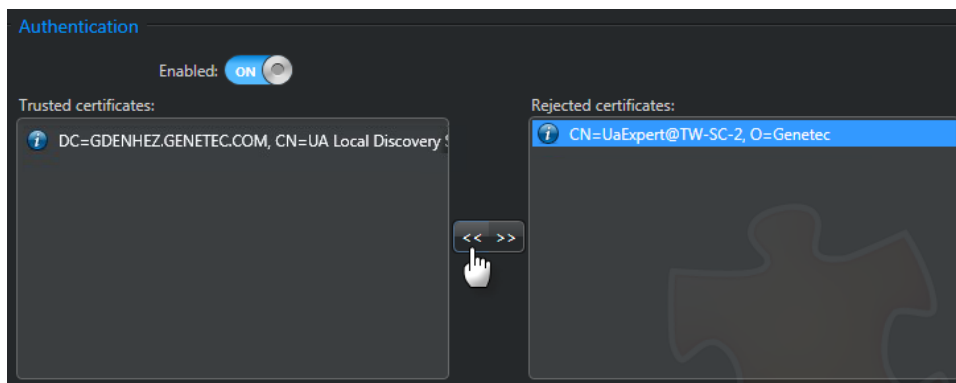 Authentication
Enabled: ON
Trusted certificates:
DC=GDENHEZ.GENETEC.COM, CN=UA Local Discovery
Rejected certificates:
CN=UaExpert@TW-SC-2, O=Genetec
<< >>